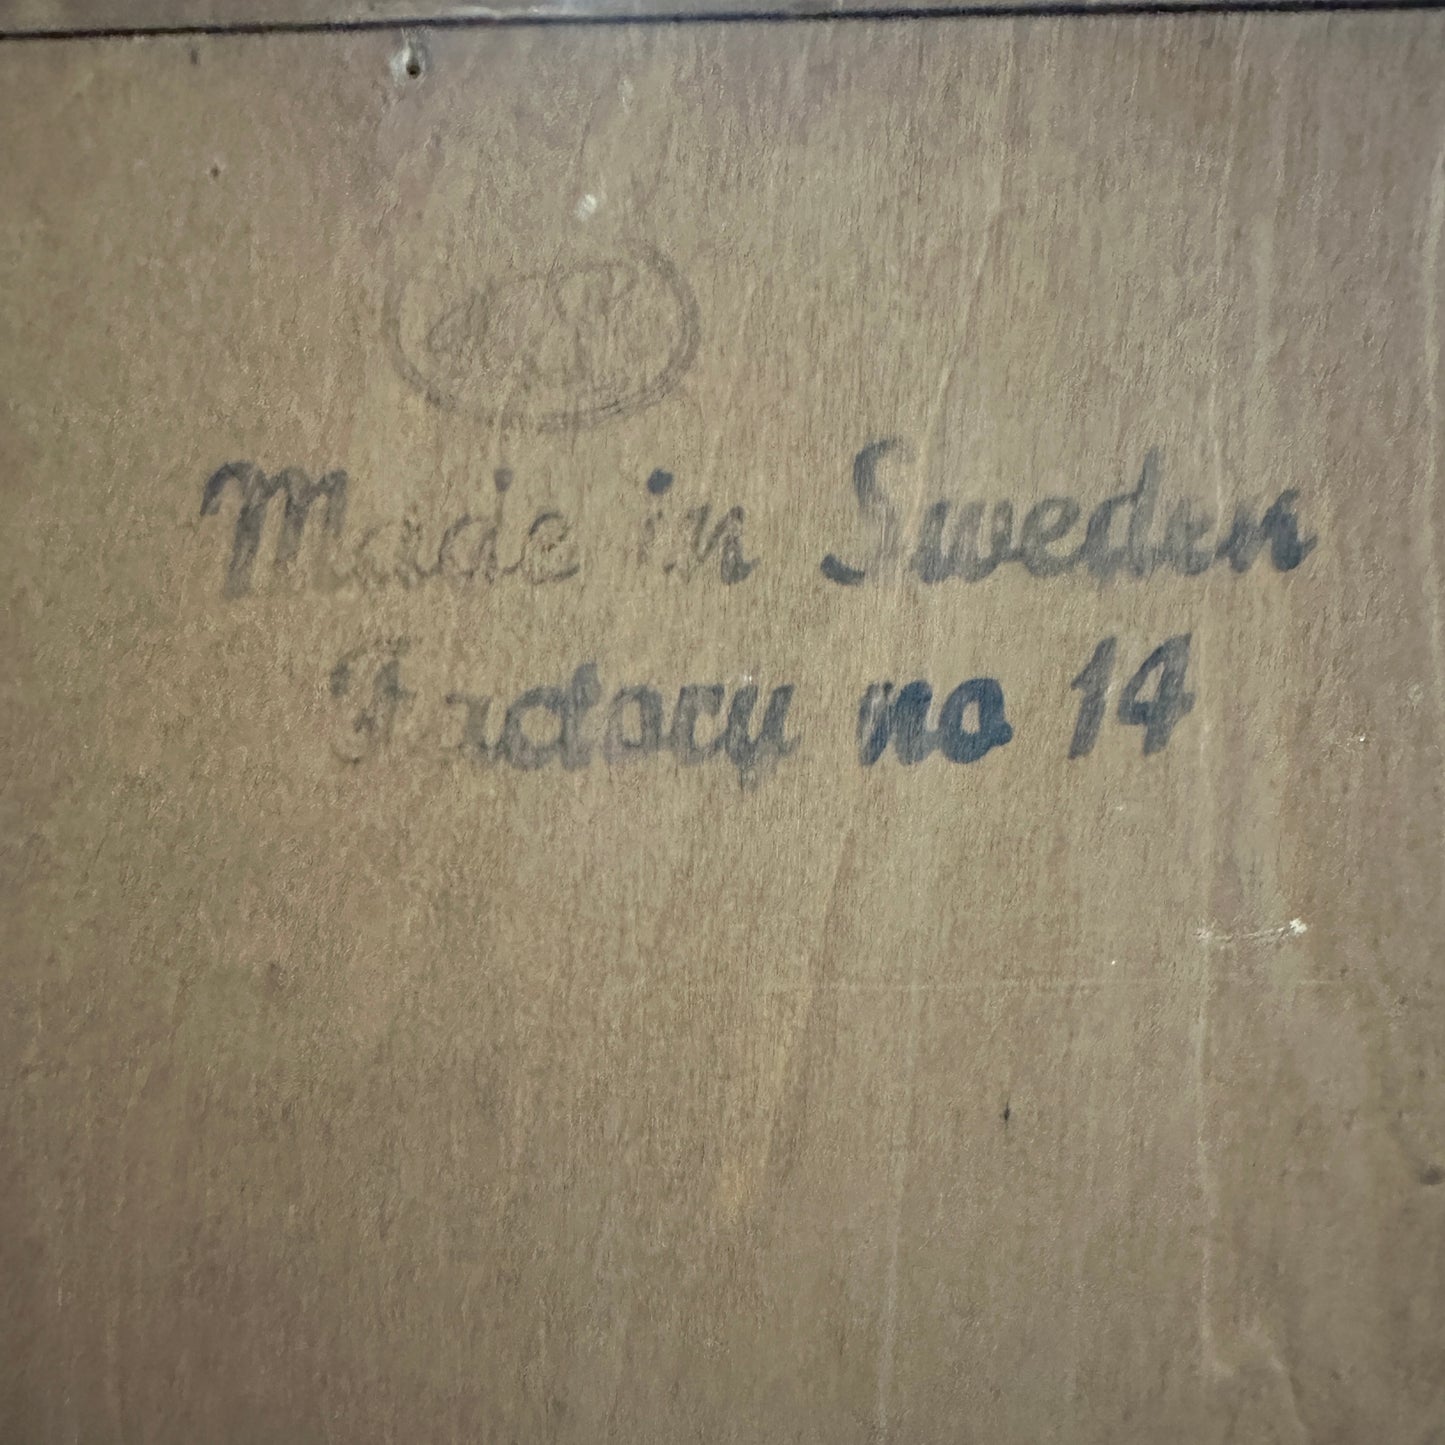 Made in Sweden
Factory no 14